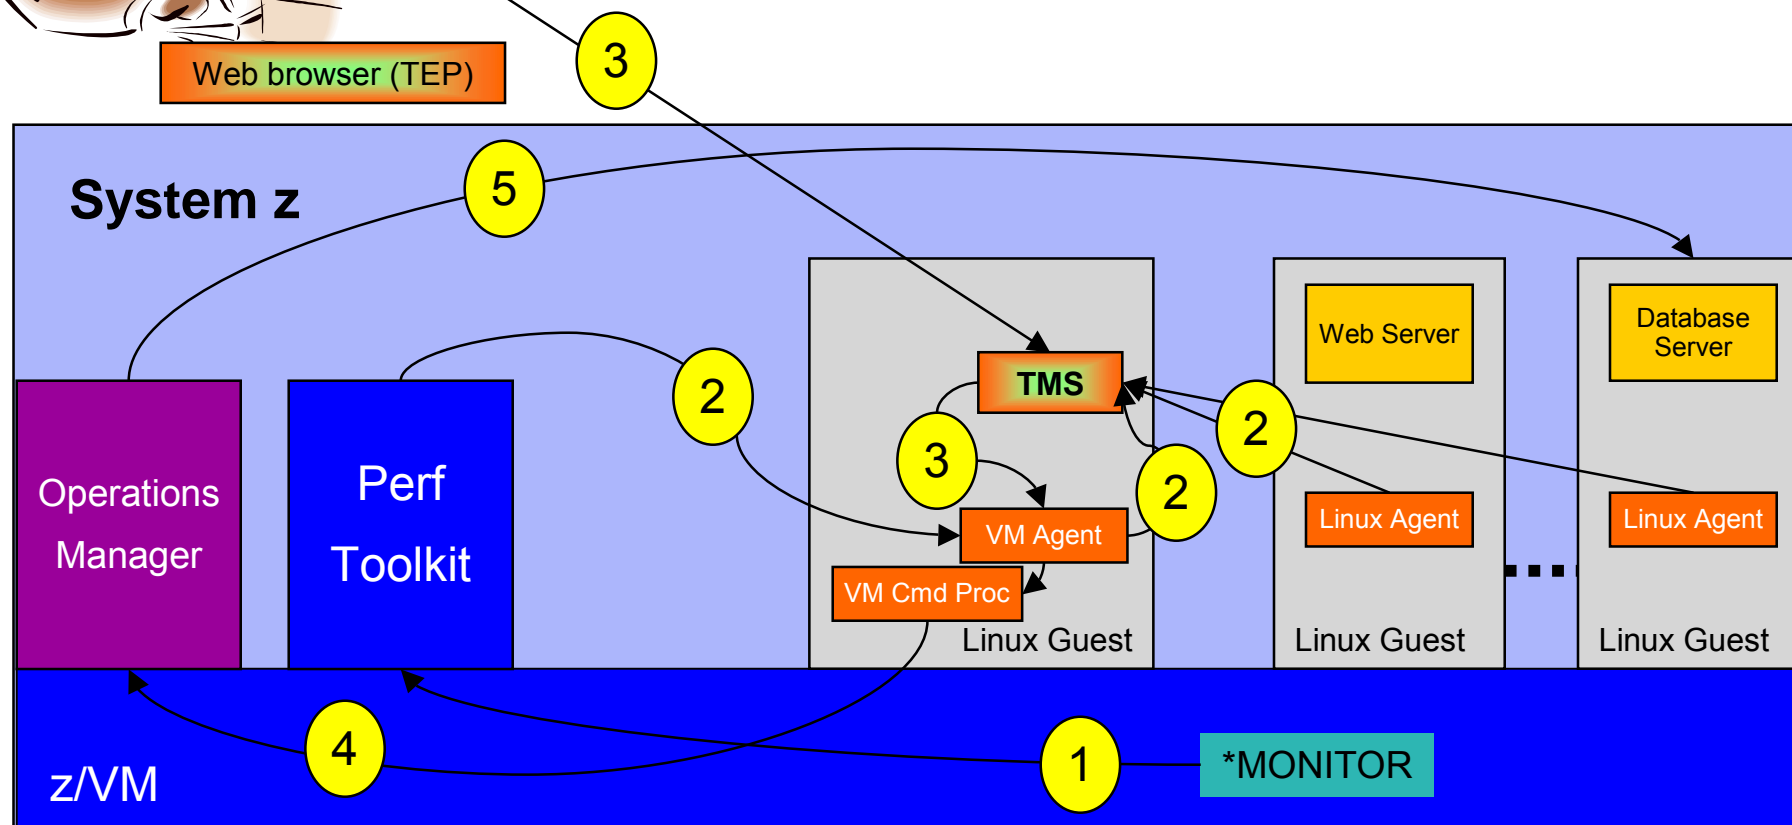 3
Web browser (TEP)
System z
5
Web Server
Database
Server
TMS
2
2
3
2
Operations
Manager
Perf
Toolkit
VM Agent
Linux Agent
Linux Agent
VM Cmd Proc
Linux Guest
Linux Guest
Linux Guest
4
1
*MONITOR
z/VM